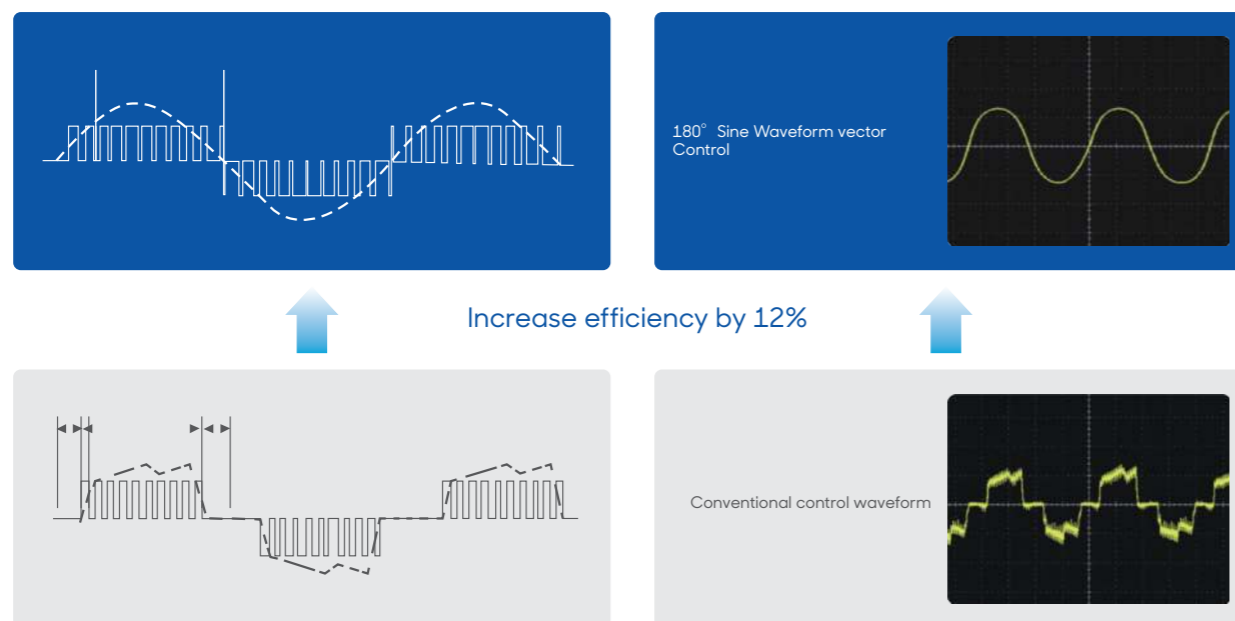 180° Sine Waveform vector
Control
Increase efficiency by 12%
Conventional control waveform